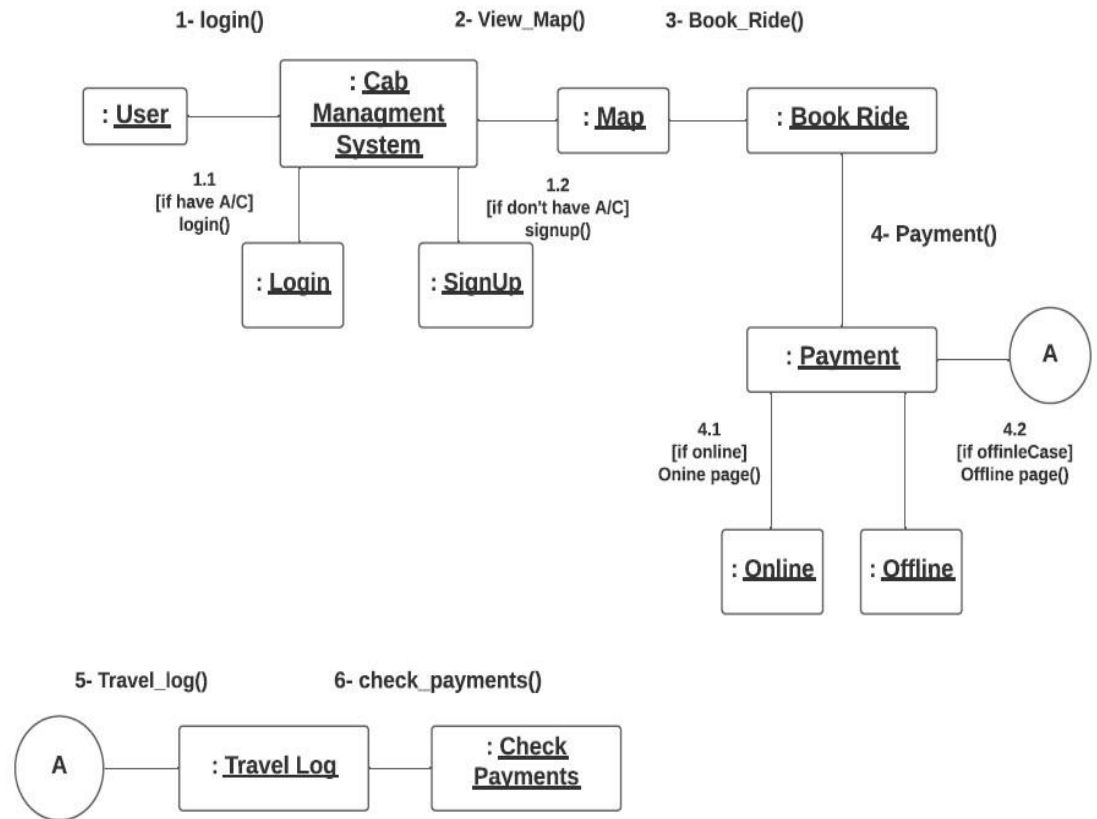 1- login()
2- View_Map()
3- Book_Ride()
: User
: Cab
Managment
System
: Map
: Book Ride
1.1
[if have A/C]
login()
1.2
[if don't have A/C]
signup()
4- Payment()
: Login
: SignUp
: Payment
A
4.1
[if online]
Onine page()
4.2
[if offinleCase]
Offline page()
: Online
: Offline
5- Travel_log()
6- check_payments()
A
: Travel Log
: Check
Payments